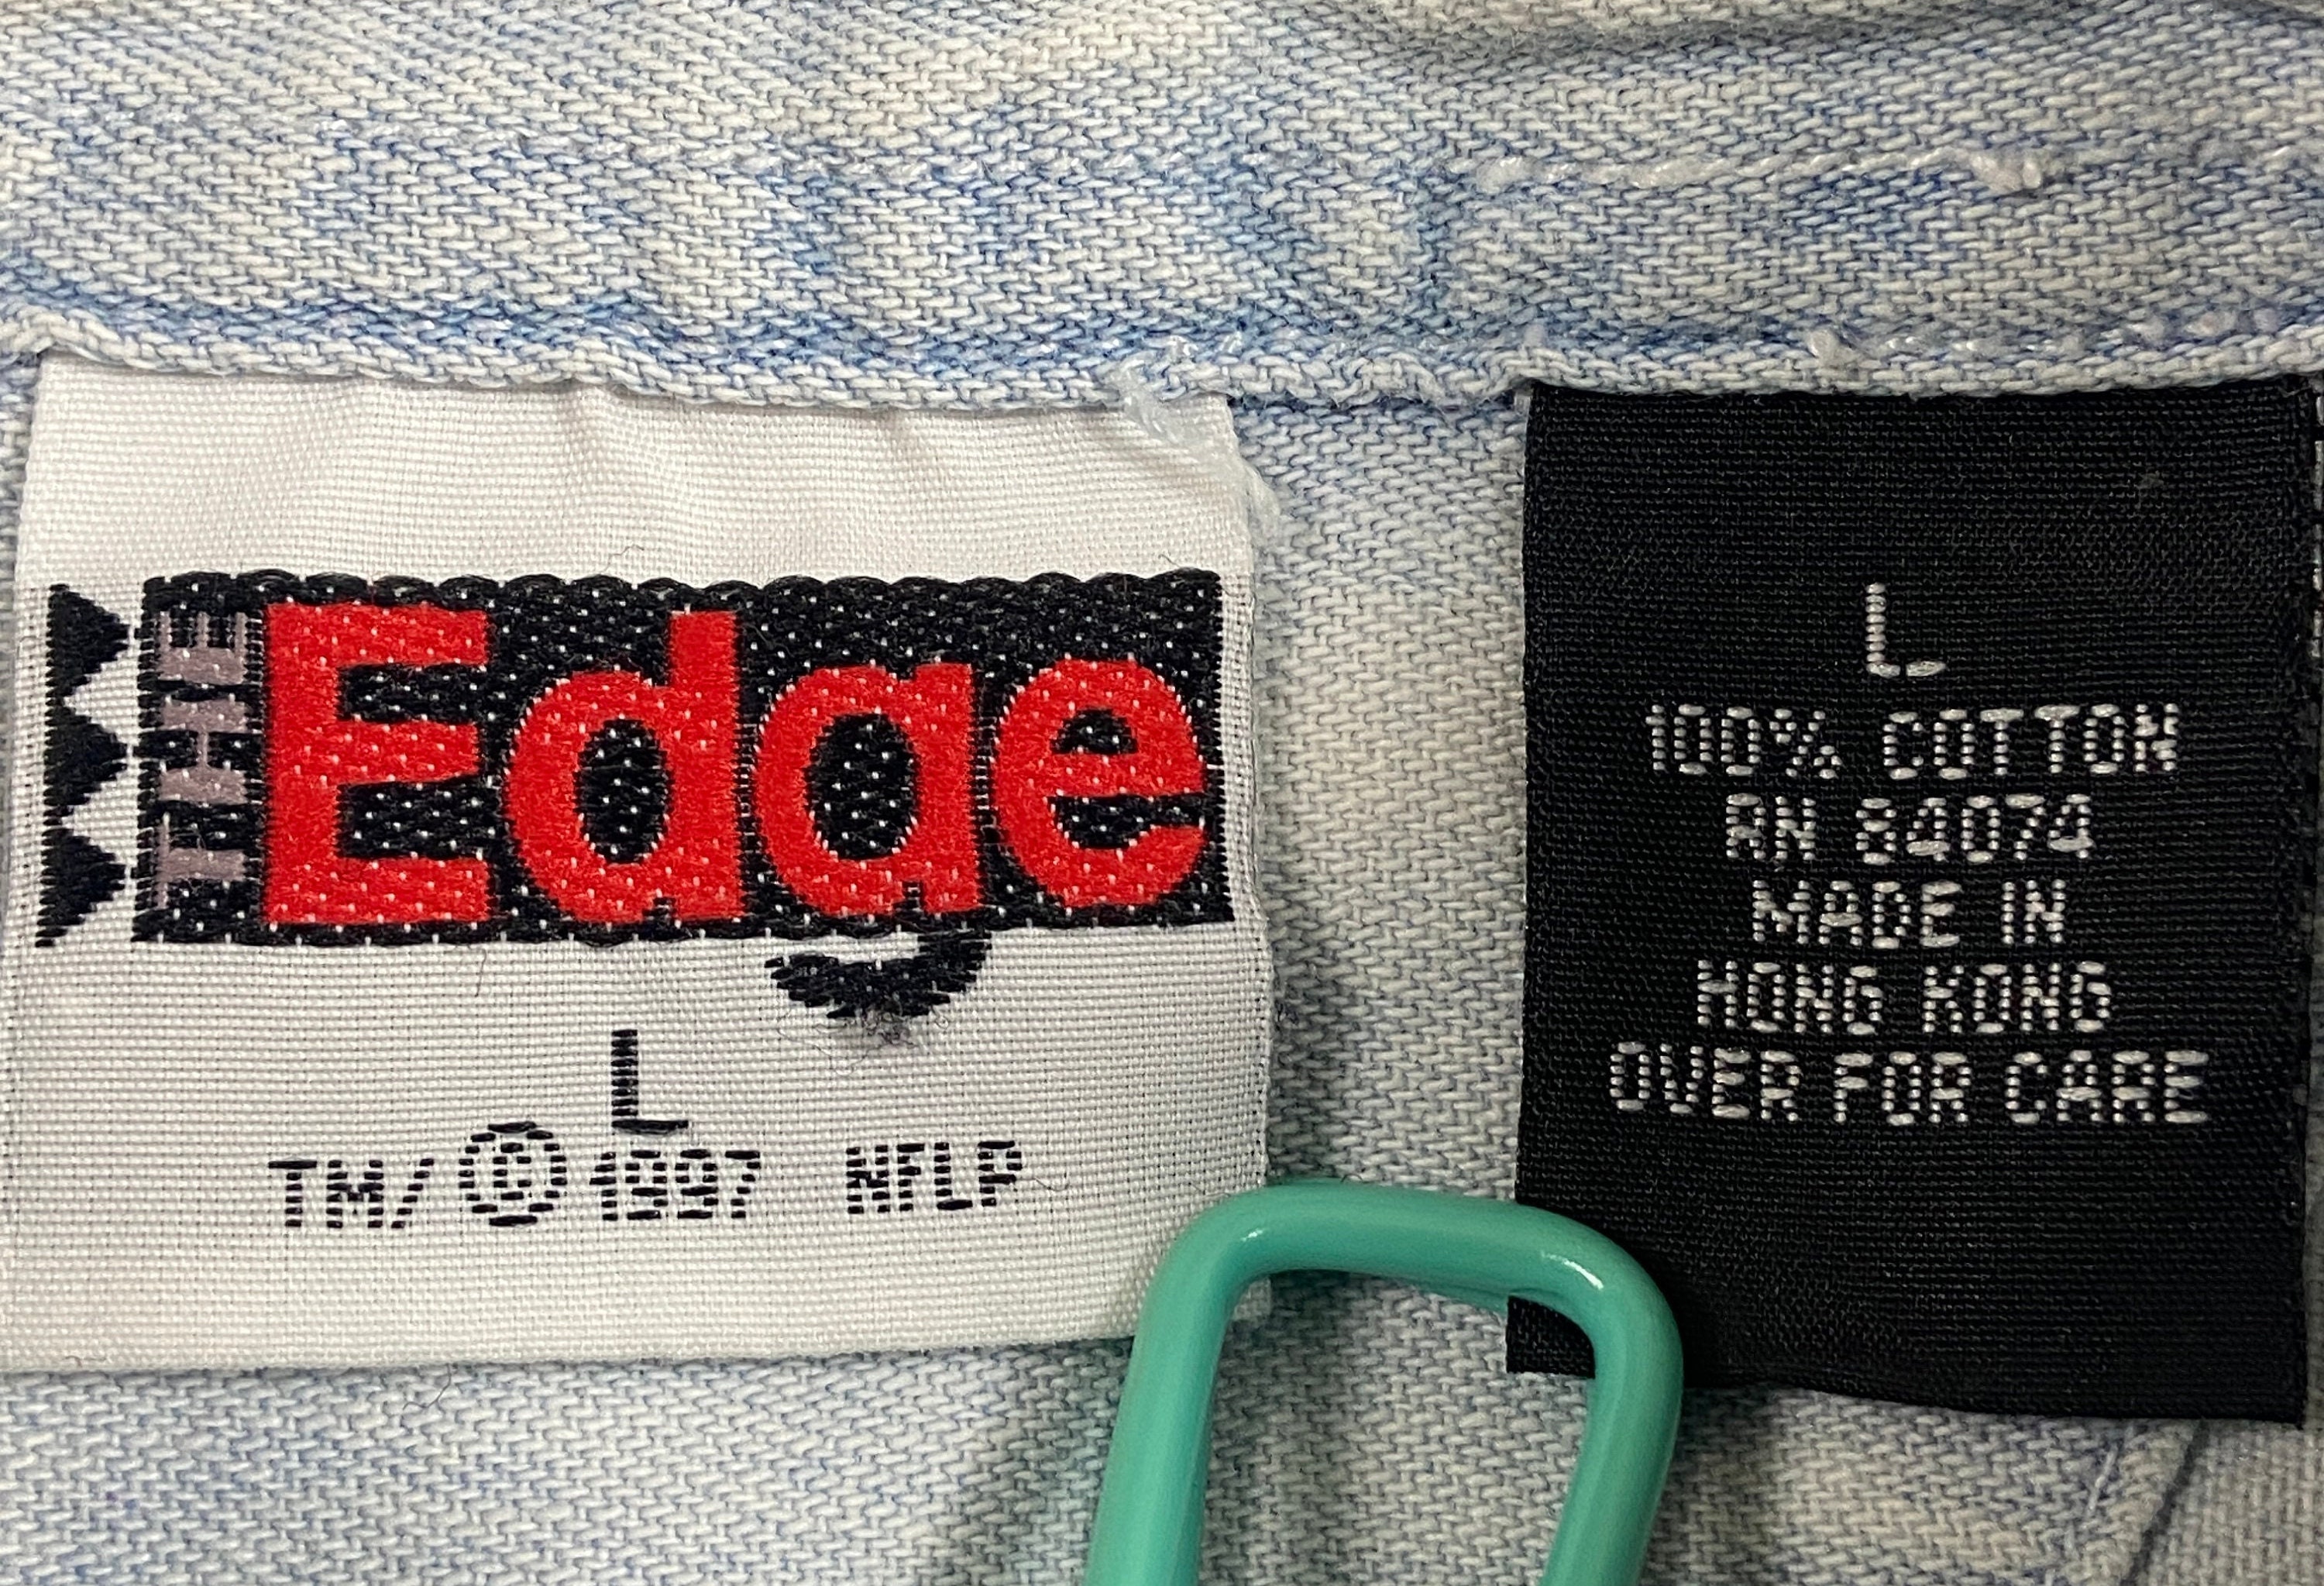 THE Edge
L
TM/© 1997 NFLP
L
100% COTTON
RN 84074
MADE IN
HONG KONG
OVER FOR CARE